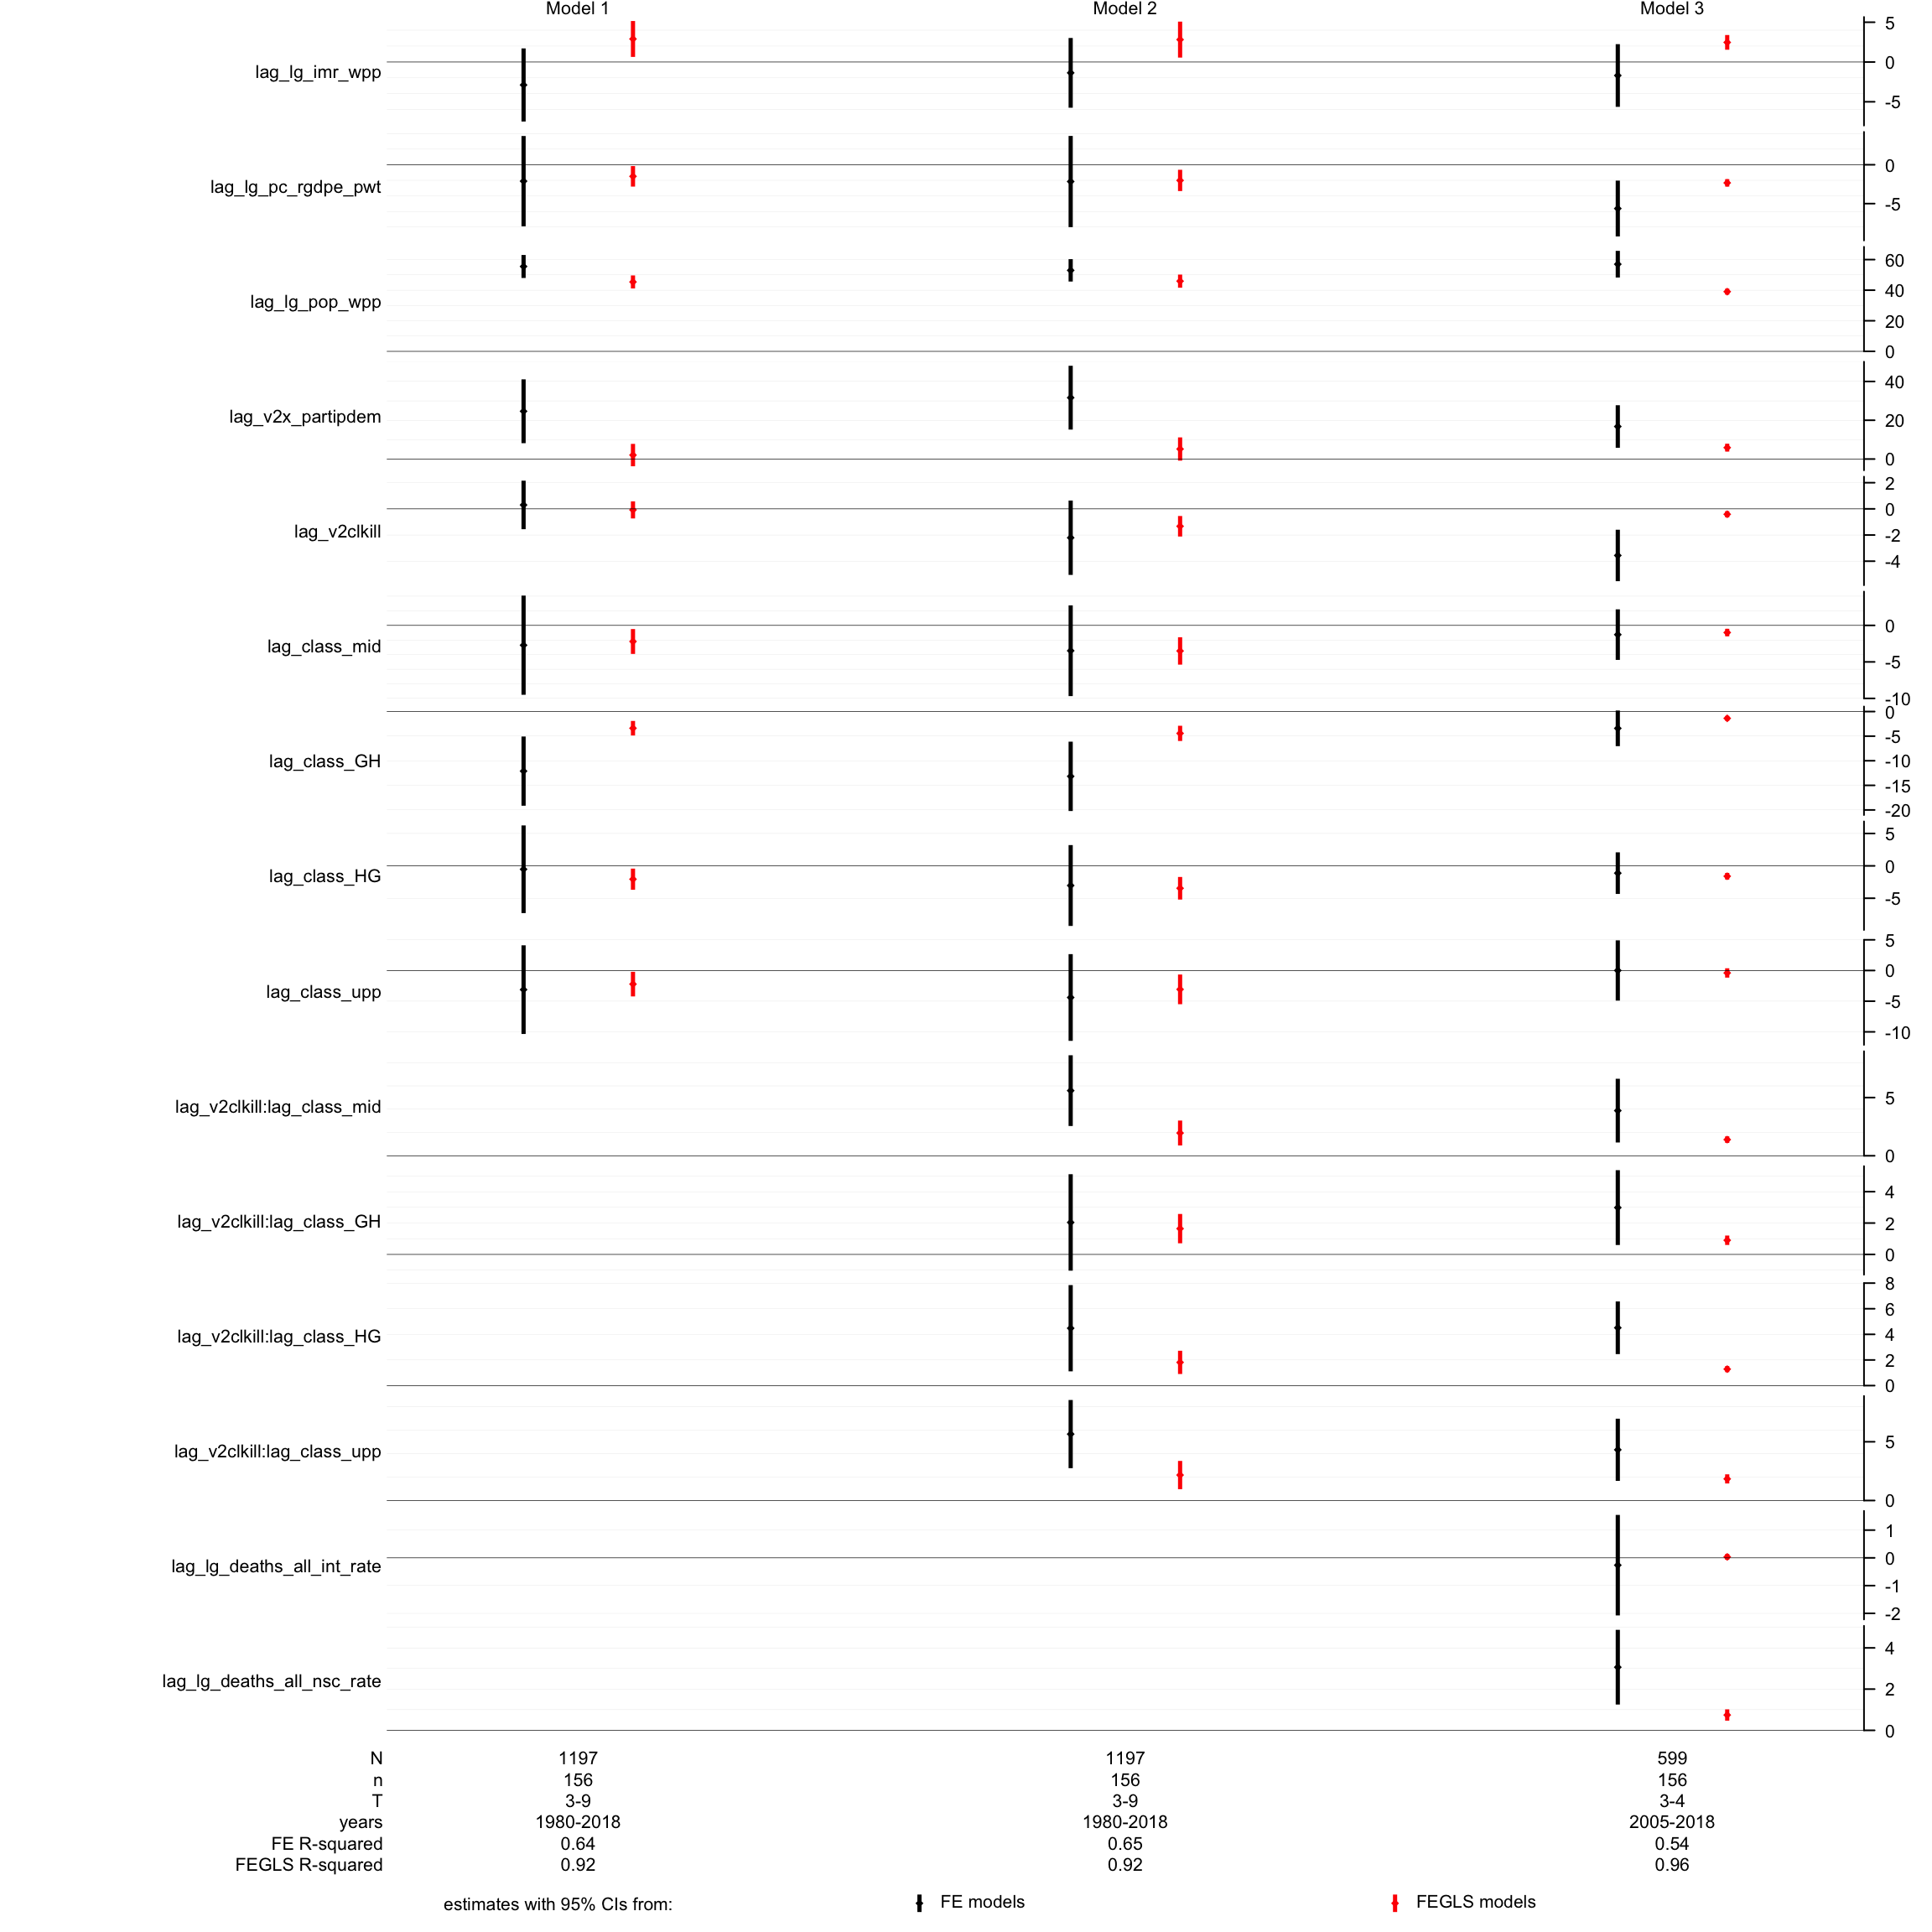 Model 1 Model 2 Model 3
lag_lg_imr_wpp
5
0
-5
lag_lg_pc_rgdpe_pwt
0
-5
lag_lg_pop_wpp
60
40
20
0
lag_v2x_partipdem
40
20
0
lag_v2clkill
2
0
-2
-4
lag_class_mid
0
-5
-10
lag_class_GH
0
-5
-10
-15
-20
lag_class_HG
5
0
-5
lag_class_upp
5
0
-5
-10
lag_v2clkill:lag_class_mid
5
0
lag_v2clkill:lag_class_GH
4
2
0
lag_v2clkill:lag_class_HG
8
6
4
2
0
lag_v2clkill:lag_class_upp
5
0
lag_lg_deaths_all_int_rate
1
0
-1
-2
lag_lg_deaths_all_nsc_rate
4
2
0
N 1197 1197 599
n 156 156 156
T 3-9 3-9 3-4
years 1980-2018 1980-2018 2005-2018
FE R-squared 0.64 0.65 0.54
FEGLS R-squared 0.92 0.92 0.96
estimates with 95% CIs from: FE models FEGLS models